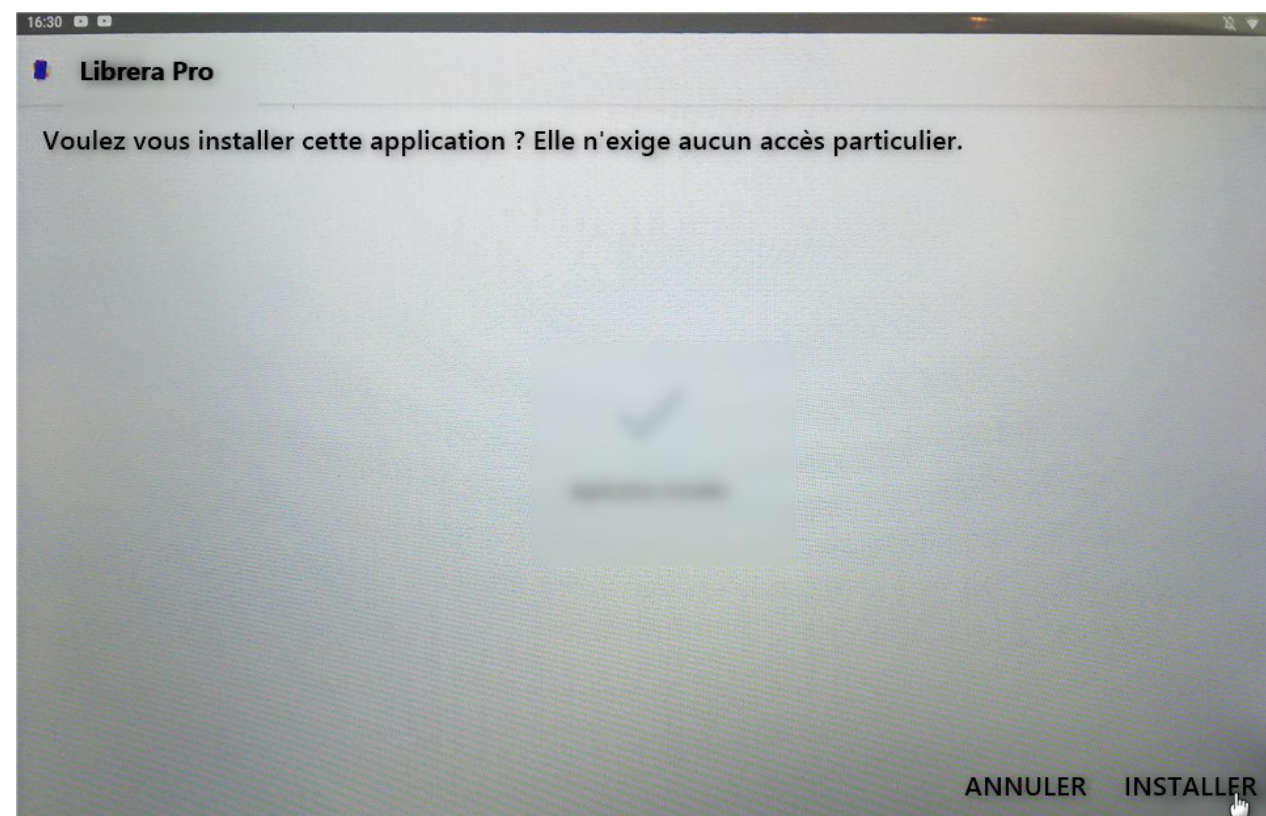 16:30
Librera Pro
Voulez vous installer cette application ? Elle n'exige aucun accès particulier.
ANNULER INSTALLER